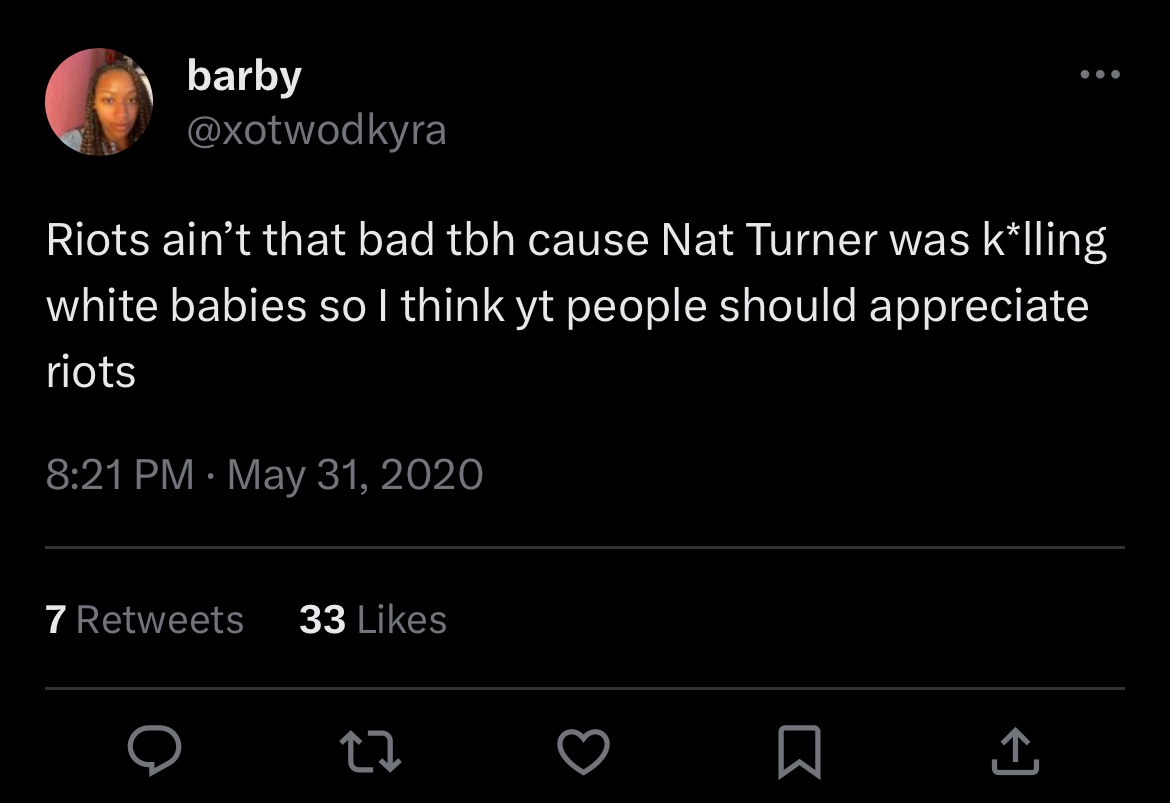 barby
@xotwodkyra
Riots ain’t that bad tbh cause Nat Turner was k*lling
white babies so I think yt people should appreciate
riots
8:21 PM · May 31, 2020
7 Retweets 33 Likes